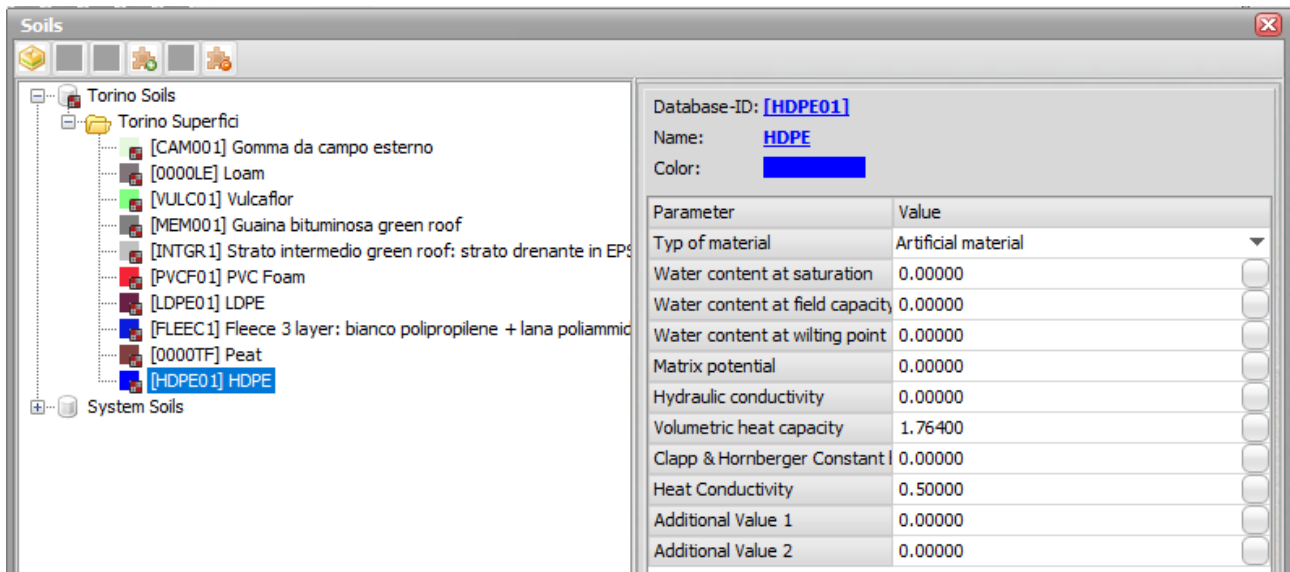 Soils
Torino Soils
Torino Superfici
[CAM001] Gomma da campo esterno
[0000LE] Loam
[VULC01] Vulcaflor
[MEM001] Guaina bituminosa green roof
[INTGR1] Strato intermedio green roof: strato drenante in EPS
[PVCF01] PVC Foam
[LDPE01] LDPE
[FLEEC1] Fleece 3 layer: bianco polipropilene + lana poliammid
[0000TF] Peat
[HDPE01] HDPE
System Soils
Database-ID: [HDPE01]
Name: HDPE
Color:
Parameter Value
Typ of material Artificial material
Water content at saturation 0.00000
Water content at field capacity 0.00000
Water content at wilting point 0.00000
Matrix potential 0.00000
Hydraulic conductivity 0.00000
Volumetric heat capacity 1.76400
Clapp & Hornberger Constant 0.00000
Heat Conductivity 0.50000
Additional Value 1 0.00000
Additional Value 2 0.00000